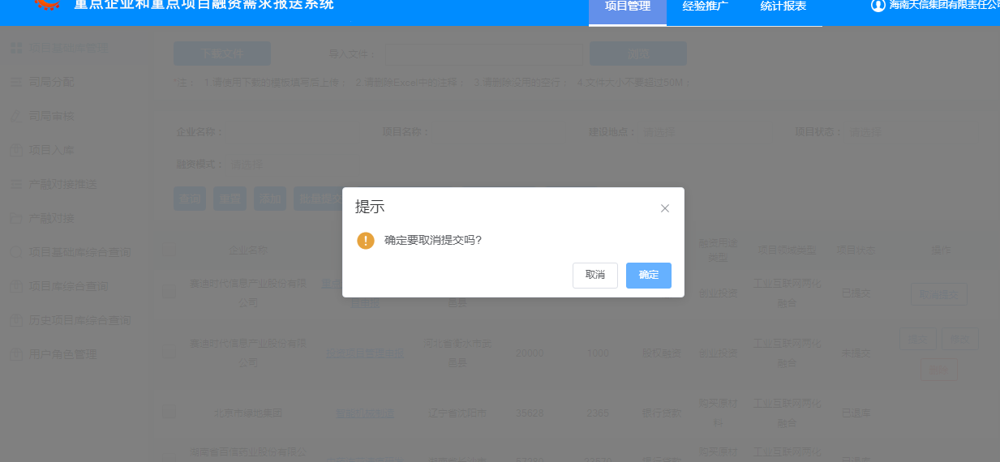 重点企业和重点项目融资需求报送系统
项目管理 经验推广 统计报表 海南天信集团有限责任公司
项目基础库管理
下载文件 导入文件： 浏览
司局分配
*注： 1.请使用下载的模板填写后上传； 2.请删除Excel中的注释； 3.请删除没用的空行； 4.文件大小不要超过50M；
司局审核
企业名称： 项目名称： 建设地点： 请选择 项目状态： 请选择
项目入库
融资模式： 请选择
产融对接推送
查询 重置 添加 批量提交
产融对接
提示
确定要取消提交吗?
取消 确定
项目基础库综合查询
项目库综合查询
历史项目库综合查询
用户角色管理
企业名称 融资用途类型 项目领域类型 项目状态 操作
赛迪时代信息产业股份有限公司 创业投资 工业互联网两化融合 已提交 取消提交
赛迪时代信息产业股份有限公司 河北省衡水市武邑县 20000 1000 股权融资 创业投资 工业互联网两化融合 未提交 提交 修改 删除
北京市绿地集团 智能机械制造 辽宁省沈阳市 35628 2365 银行贷款 购买原材料 工业互联网两化融合 已退库
湖南省百信药业股份有限公 购买原材 工业互联网两化